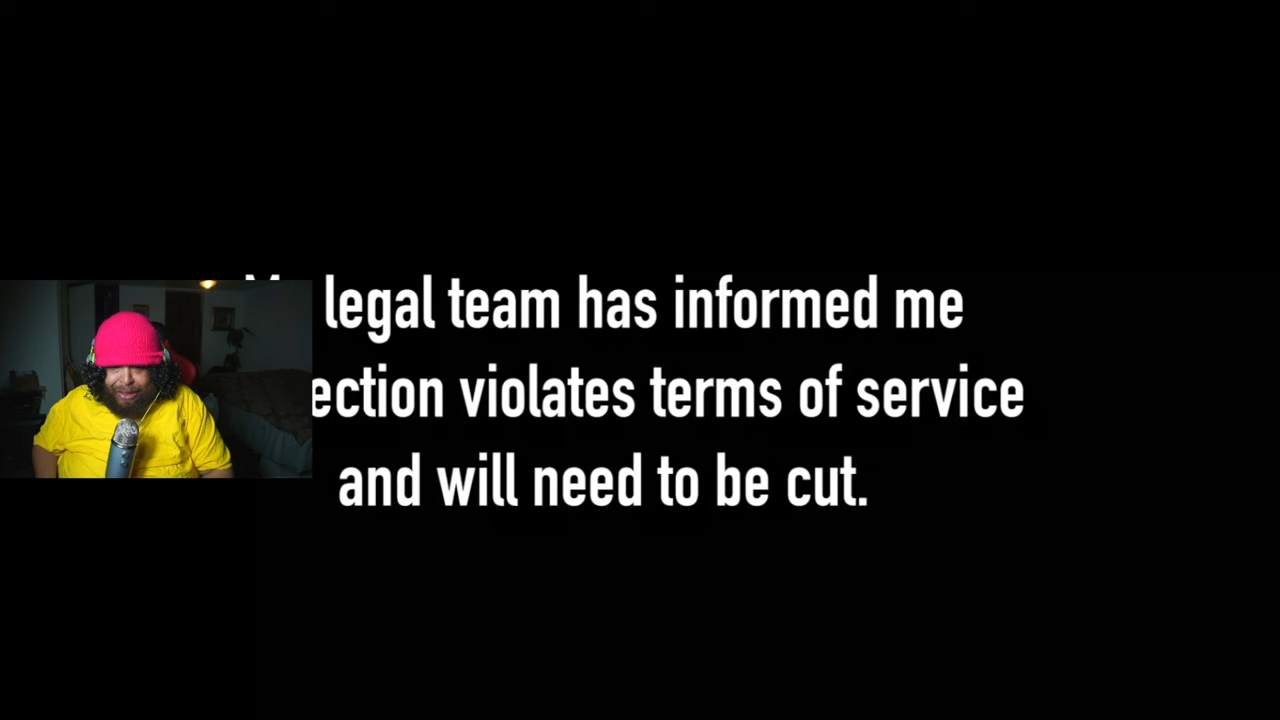 legal team has informed me
ection violates terms of service
and will need to be cut.